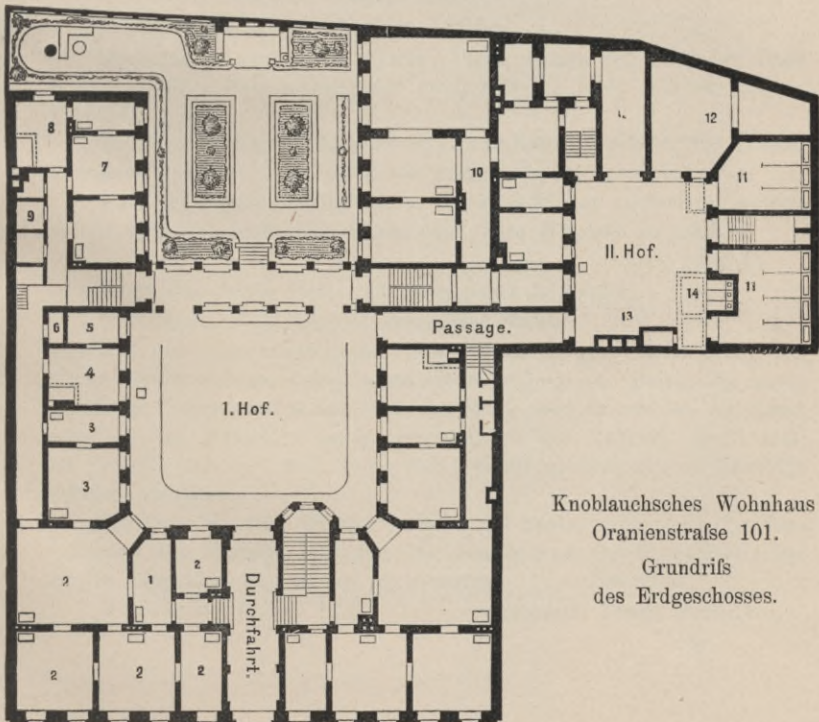 8
7
9
10
12
11
II. Hof.
11
14
13
Passage.
6
5
4
3
3
I. Hof.
2
1
2
Durchfahrt.
2
2
2
Knoblauchsches Wohnhaus
Oranienstraſse 101.
Grundriſs
des Erdgeschosses.